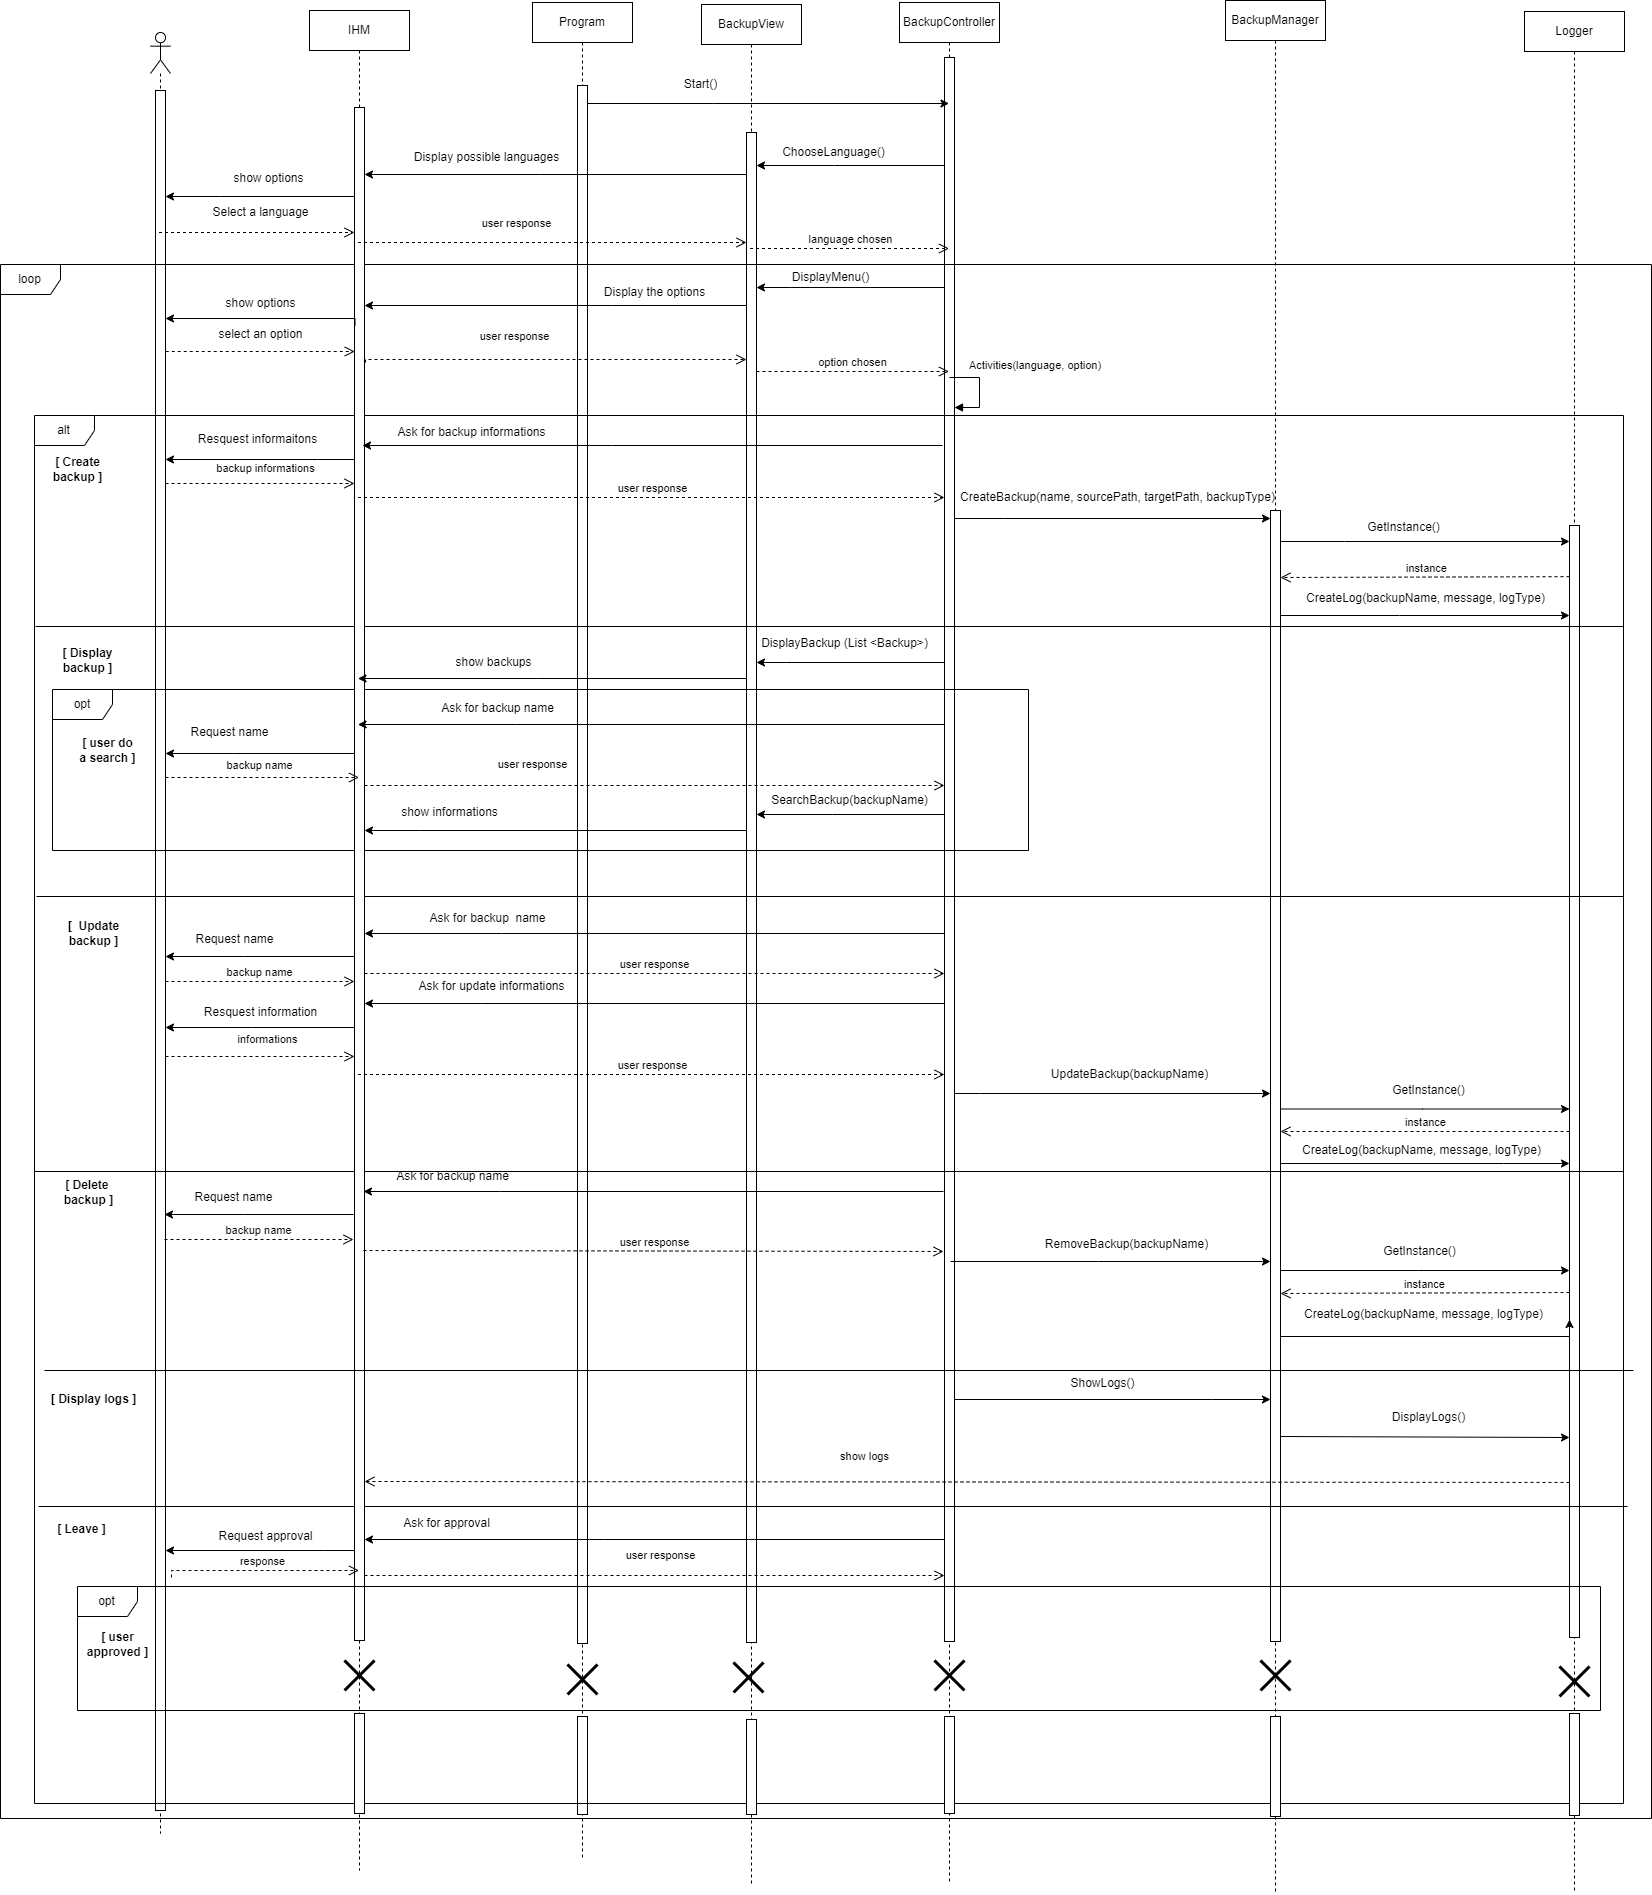 IHM
Program
BackupView
BackupController
BackupManager
Logger
Start()
ChooseLanguage()
Display possible languages
show options
Select a language
user response
language chosen
loop
DisplayMenu()
Display the options
show options
select an option
user response
option chosen
Activities(language, option)
alt
[ Create
backup ]
Ask for backup informations
Resquest informaitons
backup informations
user response
CreateBackup(name, sourcePath, targetPath, backupType)
GetInstance()
instance
CreateLog(backupName, message, logType)
[ Display
backup ]
DisplayBackup (List <Backup>)
show backups
opt
[ user do
a search ]
Ask for backup name
Request name
backup name
user response
SearchBackup(backupName)
show informations
[  Update
backup ]
Ask for backup  name
Request name
backup name
user response
Ask for update informations
Resquest information
informations
user response
UpdateBackup(backupName)
GetInstance()
instance
CreateLog(backupName, message, logType)
[ Delete
backup ]
Ask for backup name
Request name
backup name
user response
RemoveBackup(backupName)
GetInstance()
instance
CreateLog(backupName, message, logType)
[ Display logs ]
ShowLogs()
DisplayLogs()
show logs
[ Leave ]
Ask for approval
Request approval
response
user response
opt
[ user
approved ]